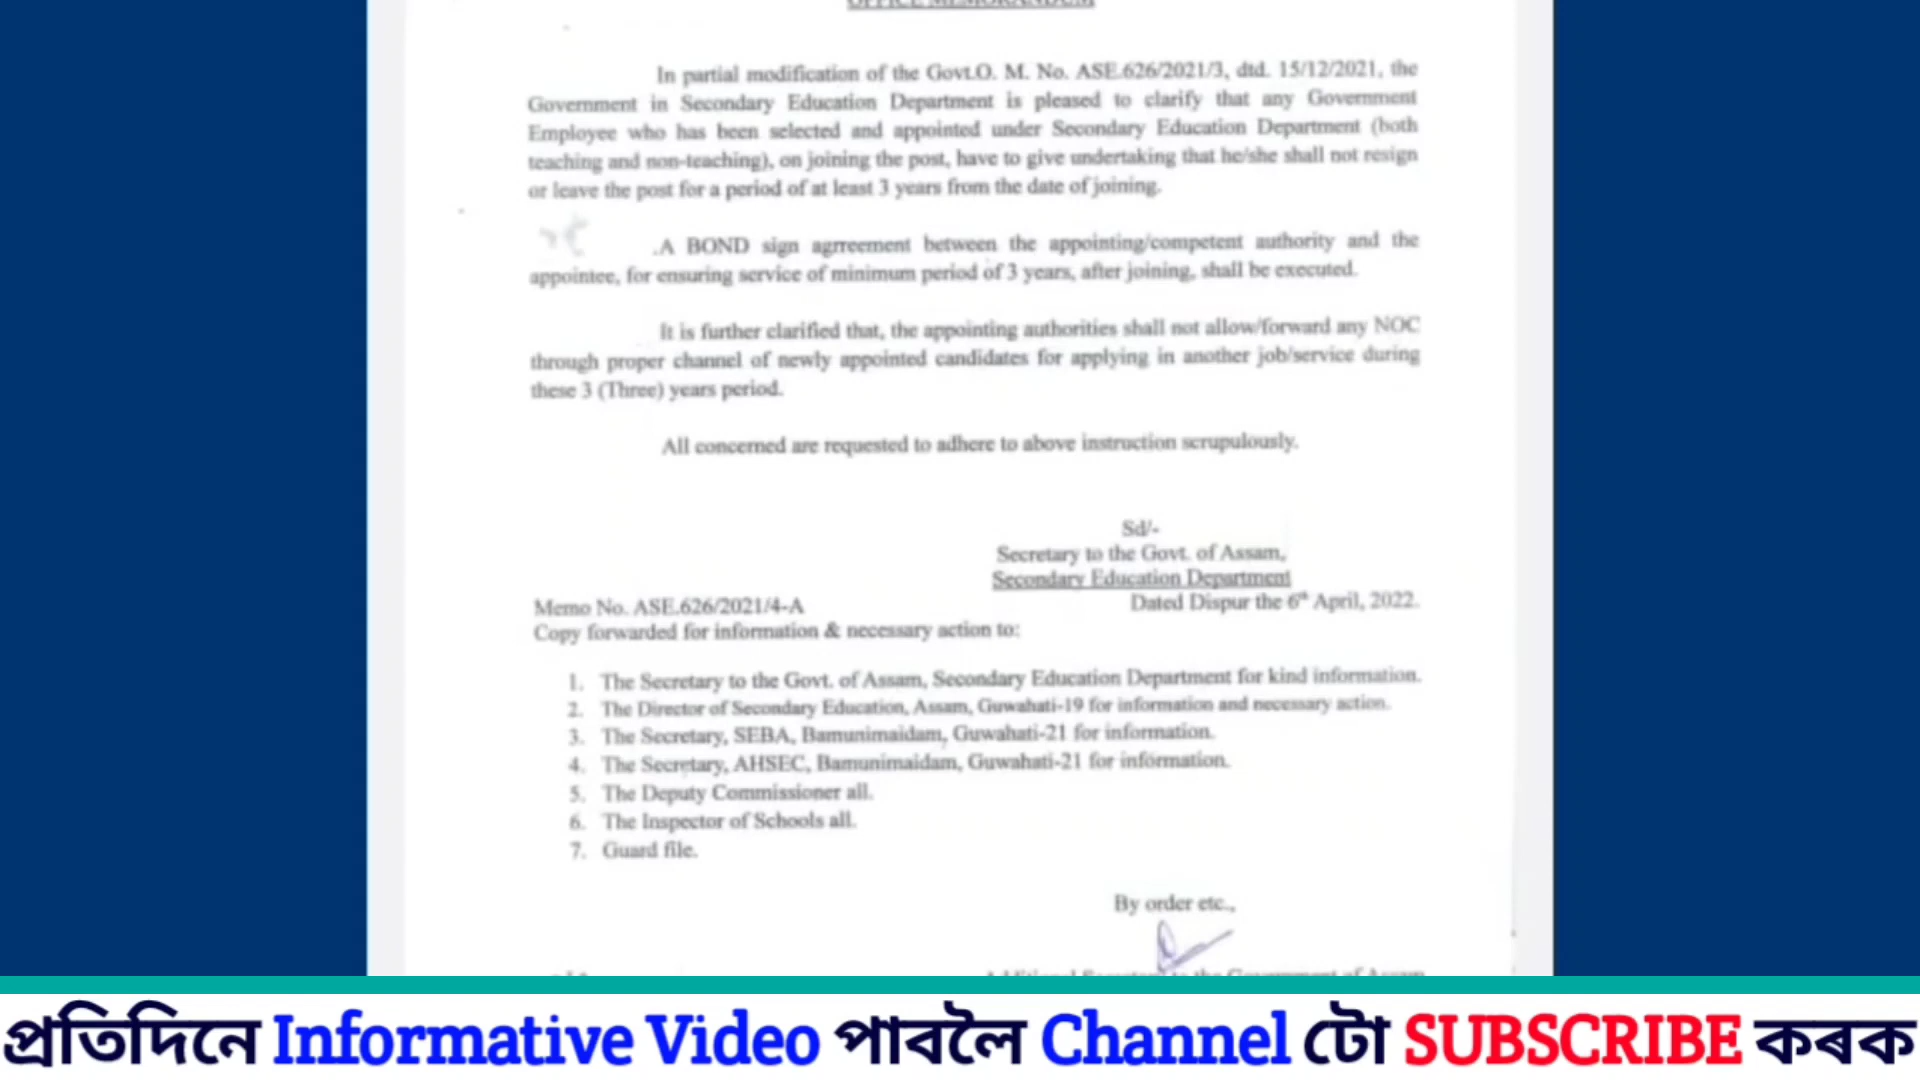 OFFICE MEMORANDUM
In partial modification of the Govt.O. M. No. ASE.626/2021/3, dtd. 15/12/2021, the
Government in Secondary Education Department is pleased to clarify that any Government
Employee who has been selected and appointed under Secondary Education Department (both
teaching and non-teaching), on joining the post, have to give undertaking that he/she shall not resign
or leave the post for a period of at least 3 years from the date of joining.
.A BOND sign agrreement between the appointing/competent authority and the
appointee, for ensuring service of minimum period of 3 years, after joining, shall be executed.
It is further clarified that, the appointing authorities shall not allow/forward any NOC
through proper channel of newly appointed candidates for applying in another job/service during
these 3 (Three) years period.
All concerned are requested to adhere to above instruction scrupulously.
Sd/-
Secretary to the Govt. of Assam,
Secondary Education Department
Memo No. ASE.626/2021/4-A Dated Dispur the 6th April, 2022.
Copy forwarded for information & necessary action to:
1. The Secretary to the Govt. of Assam, Secondary Education Department for kind information.
2. The Director of Secondary Education, Assam, Guwahati-19 for information and necessary action.
3. The Secretary, SEBA, Bamunimaidam, Guwahati-21 for information.
4. The Secretary, AHSEC, Bamunimaidam, Guwahati-21 for information.
5. The Deputy Commissioner all.
6. The Inspector of Schools all.
7. Guard file.
By order etc.,
Additional Secretary to the Government of Assam
প্ৰতিদিনে Informative Video পাবলৈ Channel টো SUBSCRIBE কৰক